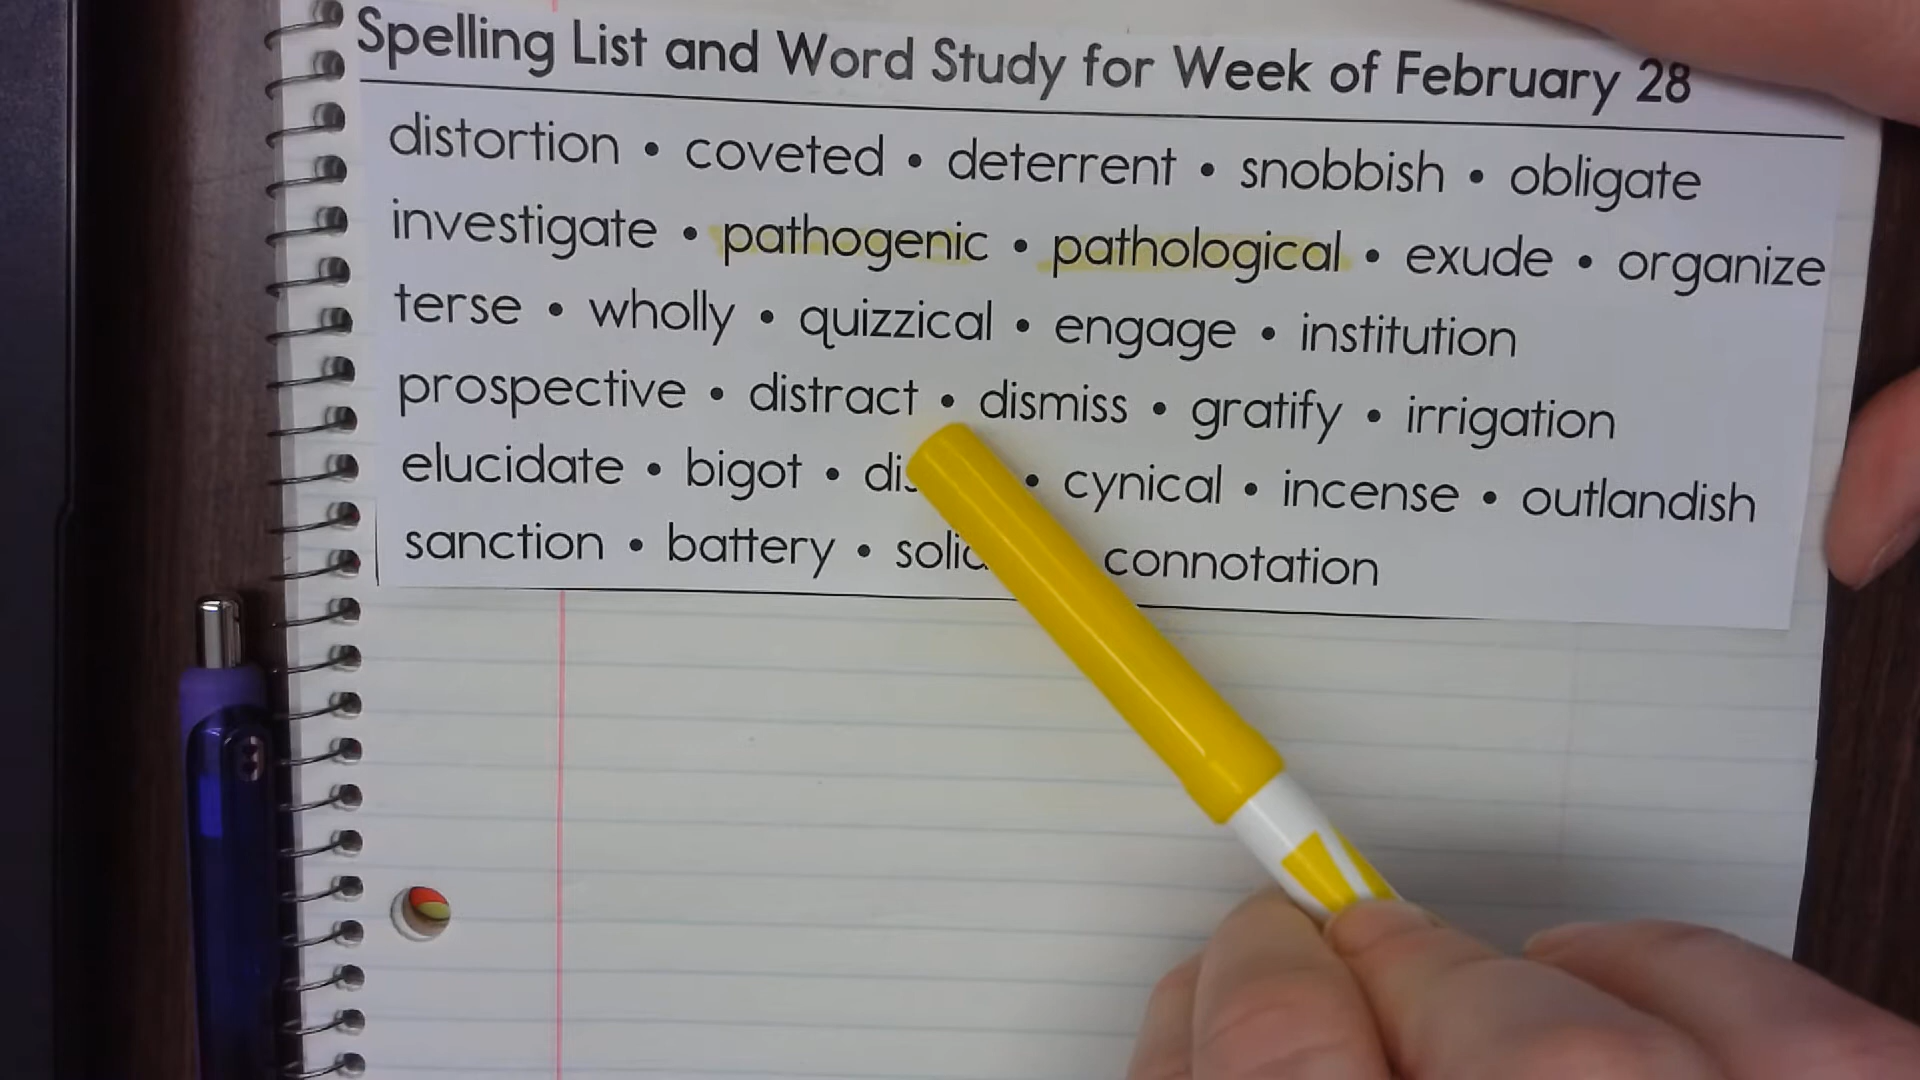 Spelling List and Word Study for Week of February 28
distortion • coveted • deterrent • snobbish • obligate
investigate • pathogenic • pathological • exude • organize
terse • wholly • quizzical • engage • institution
prospective • distract • dismiss • gratify • irrigation
elucidate • bigot • • cynical • incense • outlandish
sanction • battery • connotation